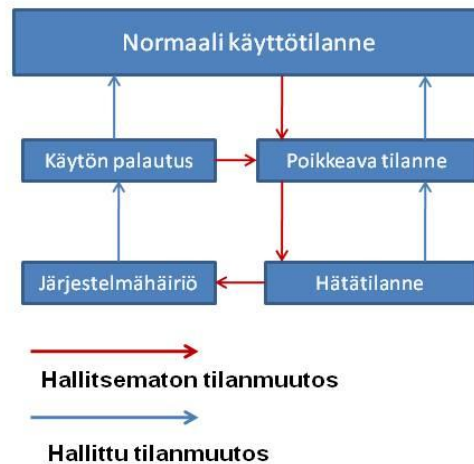 Normaali käyttötilanne
Käytön palautus
Poikkeava tilanne
Järjestelmähäiriö
Hätätilanne
Hallitsematon tilanmuutos
Hallittu tilanmuutos